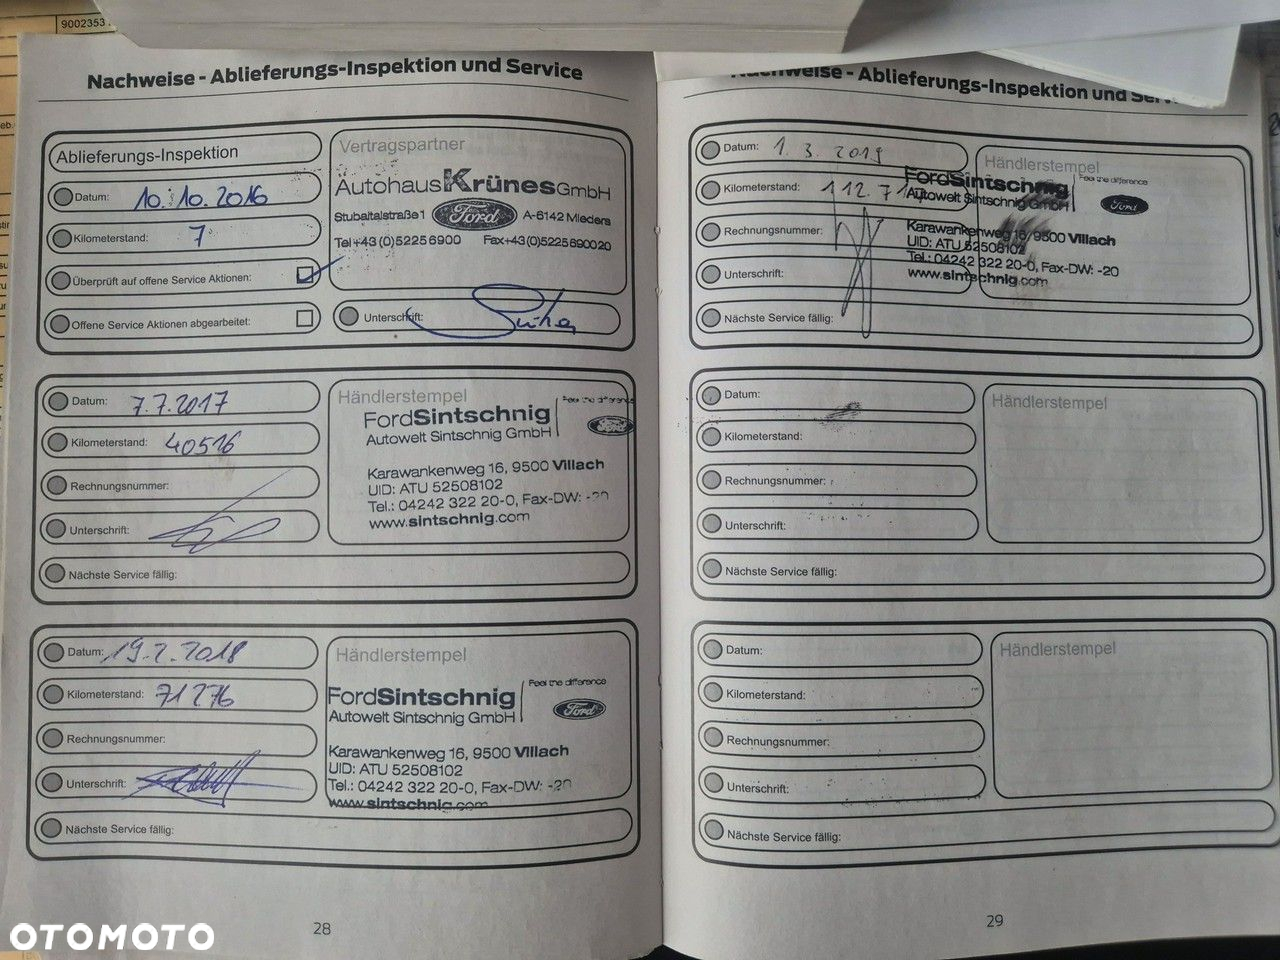 9002353
Nachweise - Ablieferungs-Inspektion und Service
Ablieferungs-Inspektion
Datum: 10.10.2016
Kilometerstand: 7
Überprüft auf offene Service Aktionen:
Offene Service Aktionen abgearbeitet:
Vertragspartner
Autohaus Krünes GmbH
Stubaitalstraße 1 Ford A-6142 Mieders
Tel+43(0)52256900 Fax+43(0)5225690020
Unterschrift:
Datum: 7.7.2017
Kilometerstand: 40516
Rechnungsnummer:
Unterschrift:
Nächste Service fällig:
Händlerstempel
FordSintschnig
Feel the difference
Autowelt Sintschnig GmbH
Ford
Karawankenweg 16, 9500 Villach
UID: ATU 52508102
Tel.: 04242 322 20-0, Fax-DW: -20
www.sintschnig.com
Datum: 19.2.2018
Kilometerstand: 71276
Rechnungsnummer:
Unterschrift:
Nächste Service fällig:
Händlerstempel
FordSintschnig
Feel the difference
Autowelt Sintschnig GmbH
Ford
Karawankenweg 16, 9500 Villach
UID: ATU 52508102
Tel.: 04242 322 20-0, Fax-DW: -20
www.sintschnig.com
28
Nachweise - Ablieferungs-Inspektion und Service
Datum: 1.3.2019
Kilometerstand:
Rechnungsnummer:
Unterschrift:
Nächste Service fällig:
Händlerstempel
FordSintschnig
Feel the difference
Autowelt Sintschnig GmbH
Ford
Karawankenweg 16, 9500 Villach
UID: ATU 52508102
Tel.: 04242 322 20-0, Fax-DW: -20
www.sintschnig.com
Datum:
Kilometerstand:
Rechnungsnummer:
Unterschrift:
Nächste Service fällig:
Händlerstempel
Datum:
Kilometerstand:
Rechnungsnummer:
Unterschrift:
Nächste Service fällig:
Händlerstempel
29
OTOMOTO